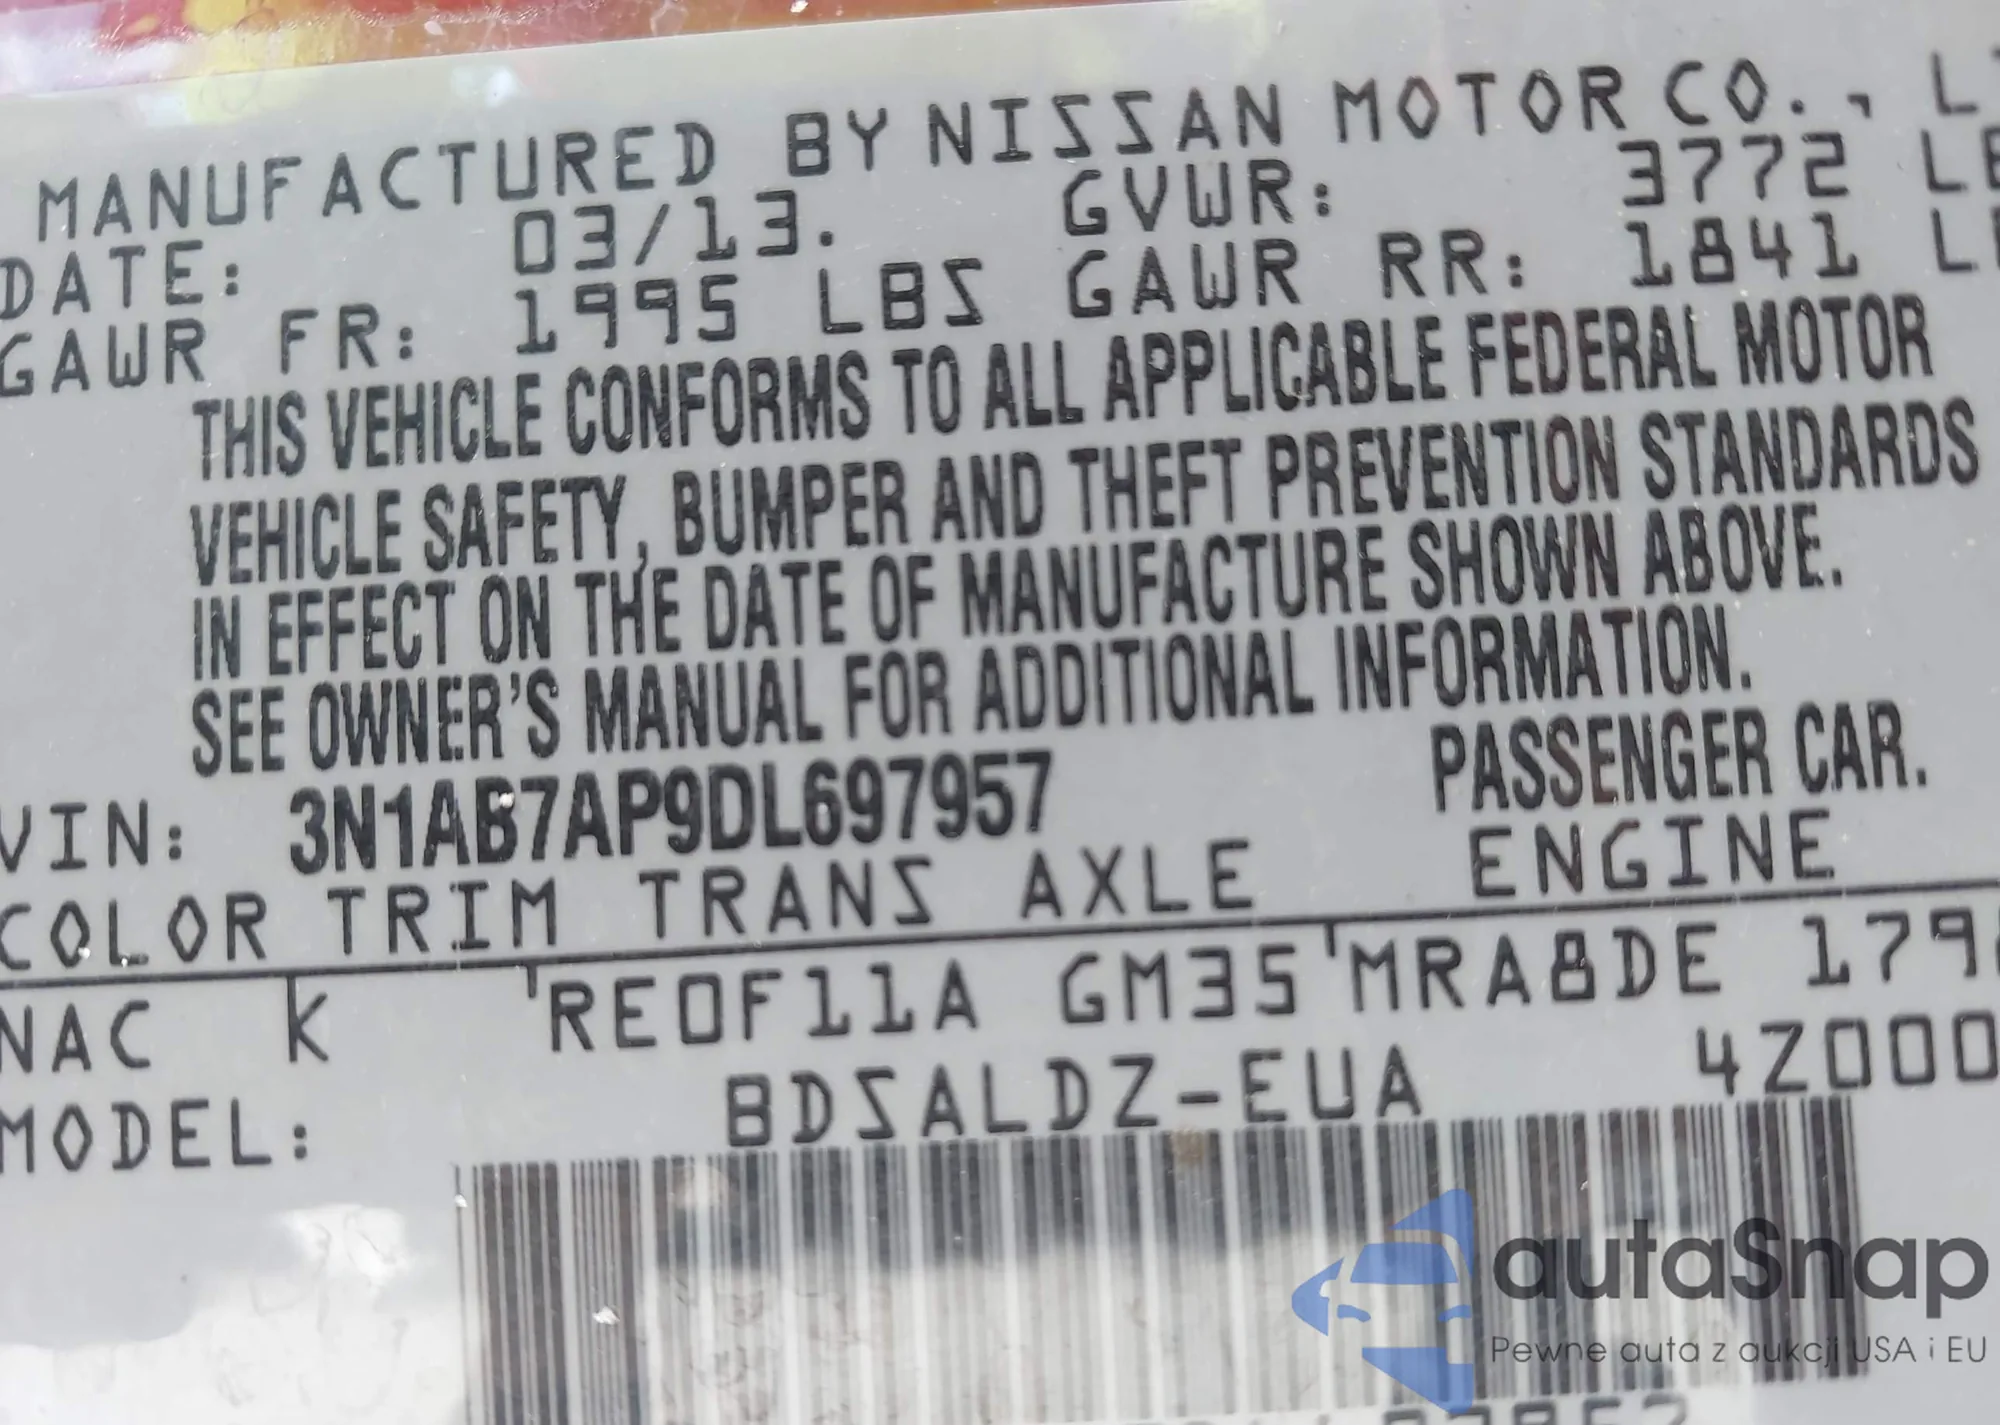 MANUFACTURED BY NISSAN MOTOR CO.,
DATE: 03/13. GVWR: 3772
GAWR FR: 1995 LBS GAWR RR: 1841
THIS VEHICLE CONFORMS TO ALL APPLICABLE FEDERAL MOTOR
VEHICLE SAFETY, BUMPER AND THEFT PREVENTION STANDARDS
IN EFFECT ON THE DATE OF MANUFACTURE SHOWN ABOVE.
SEE OWNER'S MANUAL FOR ADDITIONAL INFORMATION.
VIN: 3N1AB7AP9DL697957 PASSENGER CAR.
COLOR TRIM TRANS AXLE ENGINE
NAC K RE0F11A GM35 MRA8DE
MODEL: BDSALDZ-EUA
autaSnap
Pewne auta z aukcji USA i EU